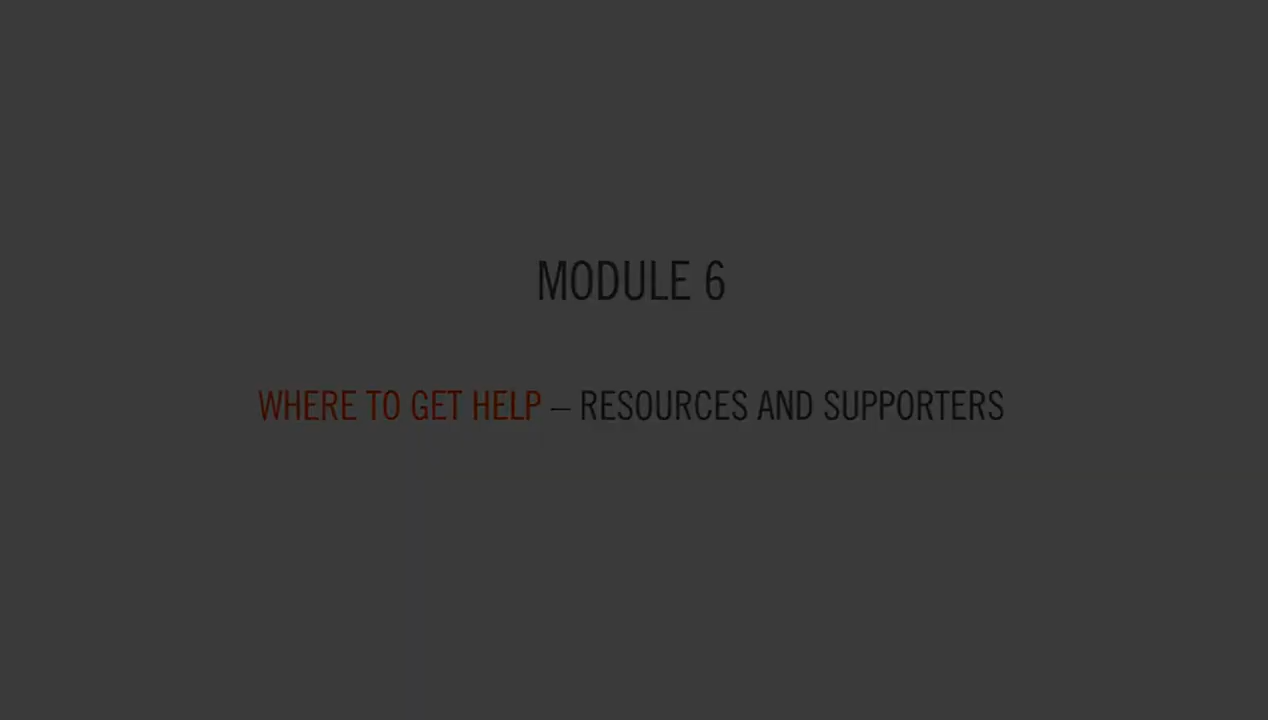 MODULE 6
WHERE TO GET HELP – RESOURCES AND SUPPORTERS